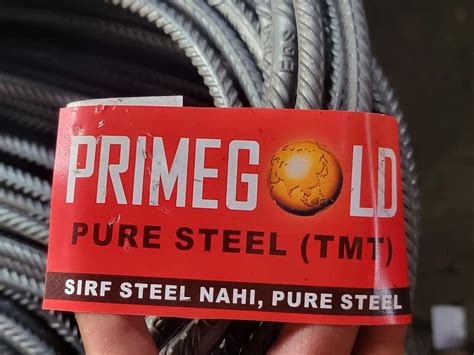 PRIMEGOLD
PURE STEEL (TMT)
SIRF STEEL NAHI, PURE STEEL